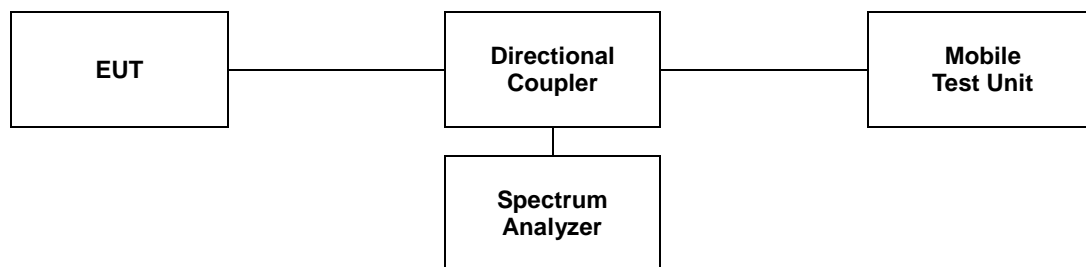 EUT
Directional
Coupler
Mobile
Test Unit
Spectrum
Analyzer